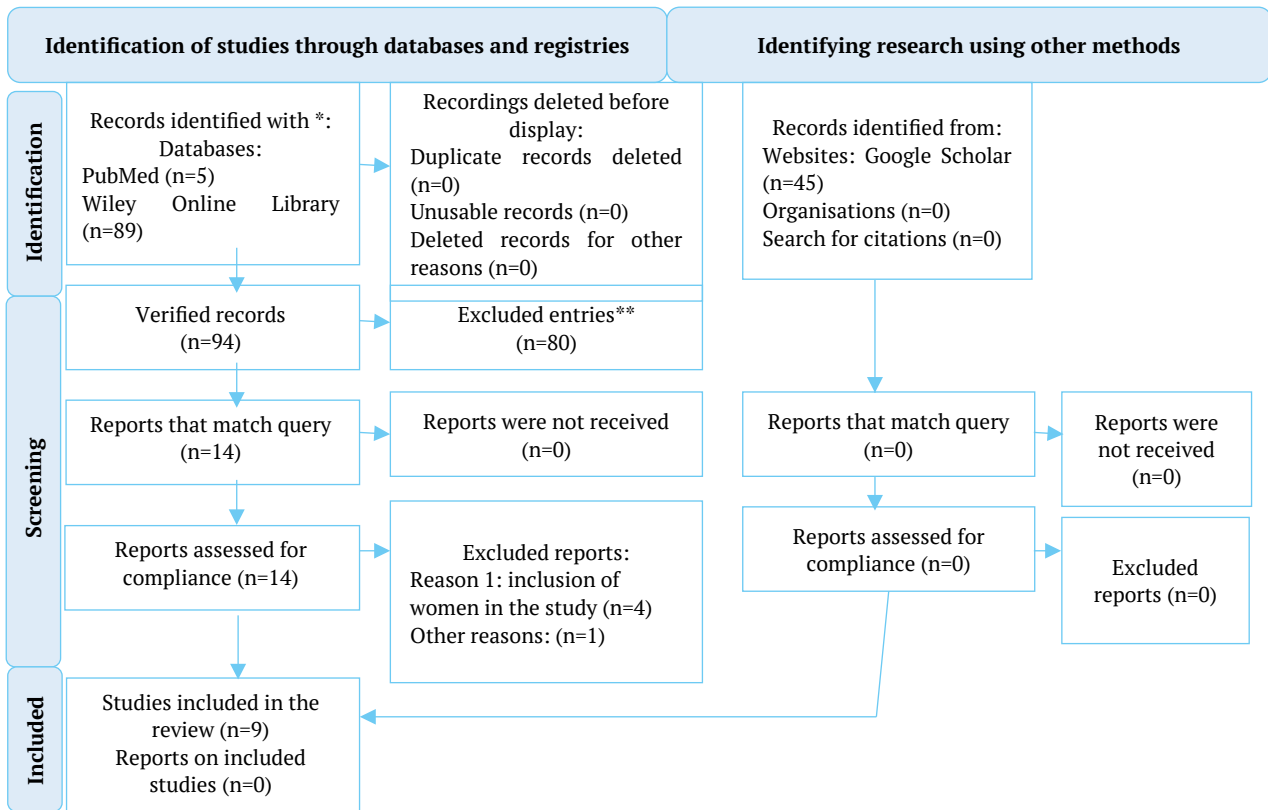 Identification of studies through databases and registries
Identifying research using other methods
Identification
Records identified with *:
Databases:
PubMed (n=5)
Wiley Online Library
(n=89)
Recordings deleted before
display:
Duplicate records deleted
(n=0)
Unusable records (n=0)
Deleted records for other
reasons (n=0)
Records identified from:
Websites: Google Scholar
(n=45)
Organisations (n=0)
Search for citations (n=0)
Screening
Verified records
(n=94)
Excluded entries**
(n=80)
Reports that match query
(n=14)
Reports were not received
(n=0)
Reports that match query
(n=0)
Reports were
not received
(n=0)
Reports assessed for
compliance (n=14)
Excluded reports:
Reason 1: inclusion of
women in the study (n=4)
Other reasons: (n=1)
Reports assessed for
compliance (n=0)
Excluded
reports (n=0)
Included
Studies included in the
review (n=9)
Reports on included
studies (n=0)